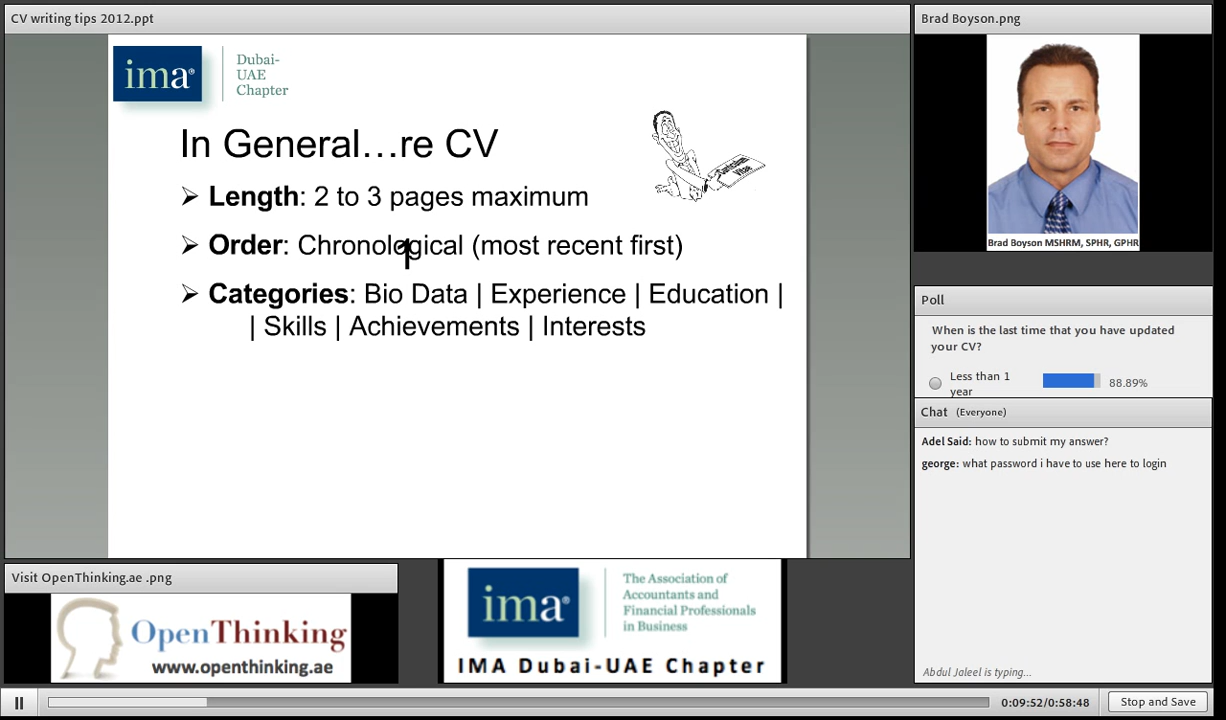 CV writing tips 2012.ppt
ima®
Dubai-
UAE
Chapter
In General…re CV
Curriculum
Vitae
➢ Length: 2 to 3 pages maximum
➢ Order: Chronological (most recent first)
➢ Categories: Bio Data | Experience | Education |
| Skills | Achievements | Interests
Brad Boyson.png
Brad Boyson MSHRM, SPHR, GPHR
Poll
When is the last time that you have updated
your CV?
Less than 1
year
88.89%
Chat (Everyone)
Adel Said: how to submit my answer?
george: what password i have to use here to login
Abdul Jaleel is typing...
Visit OpenThinking.ae .png
OpenThinking
www.openthinking.ae
ima®
The Association of
Accountants and
Financial Professionals
in Business
IMA Dubai-UAE Chapter
0:09:52/0:58:48
Stop and Save